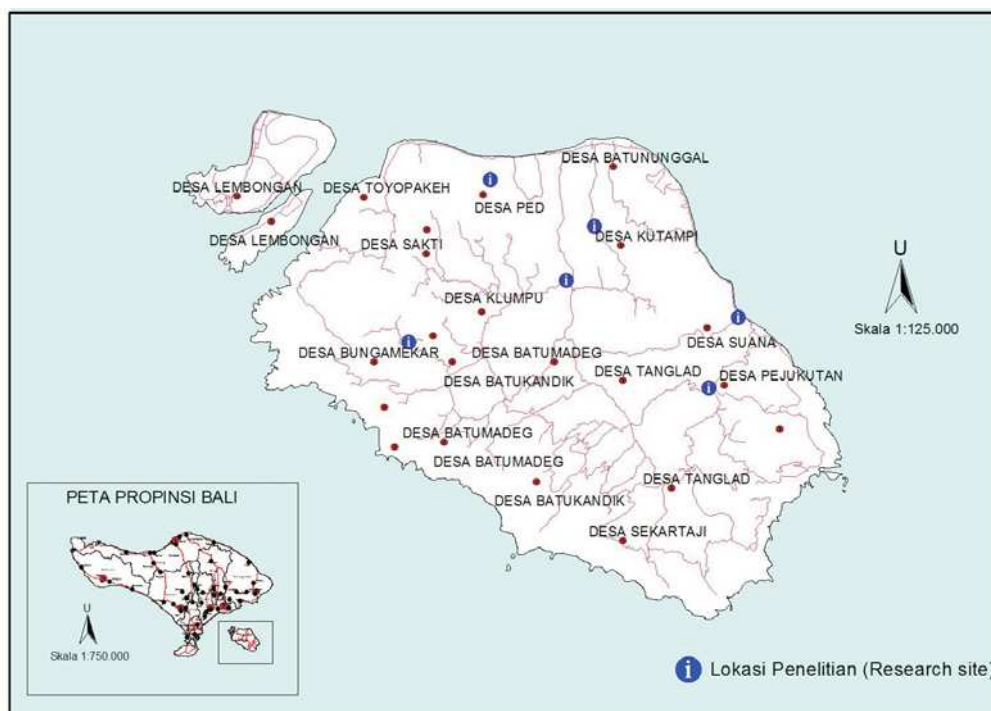 DESA BATUNUNGGAL
DESA LEMBONGAN
DESA TOYOPAKEH
DESA PED
DESA LEMBONGAN
DESA SAKTI
DESA KUTAMPI
U
Skala 1:125.000
DESA KLUMPU
DESA SUANA
DESA BUNGAMEKAR
DESA BATUMADEG
DESA BATUKANDIK
DESA TANGLAD
DESA PEJUKUTAN
DESA BATUMADEG
DESA BATUMADEG
DESA BATUKANDIK
DESA TANGLAD
DESA SEKARTAJI
PETA PROPINSI BALI
U
Skala 1:750.000
i Lokasi Penelitian (Research site)